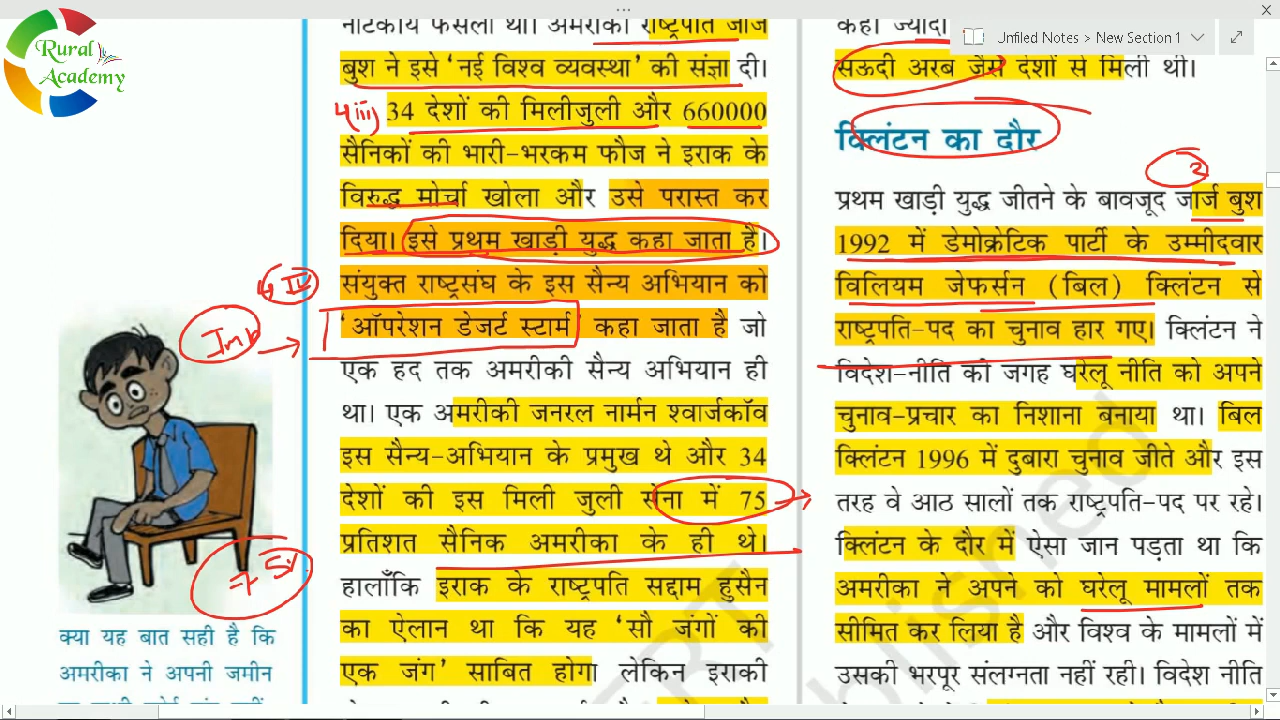 Rural
Academy
नाटकीय फैसला था। अमरीकी राष्ट्रपति जॉर्ज
बुश ने इसे ‘नई विश्व व्यवस्था’ की संज्ञा दी।
4(iii)
34 देशों की मिलीजुली और 660000
सैनिकों की भारी-भरकम फौज ने इराक के
विरुद्ध मोर्चा खोला और उसे परास्त कर
दिया। इसे प्रथम खाड़ी युद्ध कहा जाता है।
संयुक्त राष्ट्रसंघ के इस सैन्य अभियान को
Imp
‘ऑपरेशन डेजर्ट स्टार्म’ कहा जाता है जो
एक हद तक अमरीकी सैन्य अभियान ही
था। एक अमरीकी जनरल नार्मन श्वार्जकॉव
इस सैन्य-अभियान के प्रमुख थे और 34
देशों की इस मिली जुली सेना में 75
प्रतिशत सैनिक अमरीका के ही थे।
हालाँकि इराक के राष्ट्रपति सद्दाम हुसैन
का ऐलान था कि यह ‘सौ जंगों की
एक जंग’ साबित होगा लेकिन इराकी
क्या यह बात सही है कि
अमरीका ने अपनी जमीन
कहीं ज्यादा
Unfiled Notes > New Section 1
सऊदी अरब जैसे देशों से मिली थी।
क्लिंटन का दौर
2
प्रथम खाड़ी युद्ध जीतने के बावजूद जॉर्ज बुश
1992 में डेमोक्रेटिक पार्टी के उम्मीदवार
विलियम जेफर्सन (बिल) क्लिंटन से
राष्ट्रपति-पद का चुनाव हार गए। क्लिंटन ने
विदेश-नीति की जगह घरेलू नीति को अपने
चुनाव-प्रचार का निशाना बनाया था। बिल
क्लिंटन 1996 में दुबारा चुनाव जीते और इस
तरह वे आठ सालों तक राष्ट्रपति-पद पर रहे।
क्लिंटन के दौर में ऐसा जान पड़ता था कि
अमरीका ने अपने को घरेलू मामलों तक
सीमित कर लिया है और विश्व के मामलों में
उसकी भरपूर संलग्नता नहीं रही। विदेश नीति